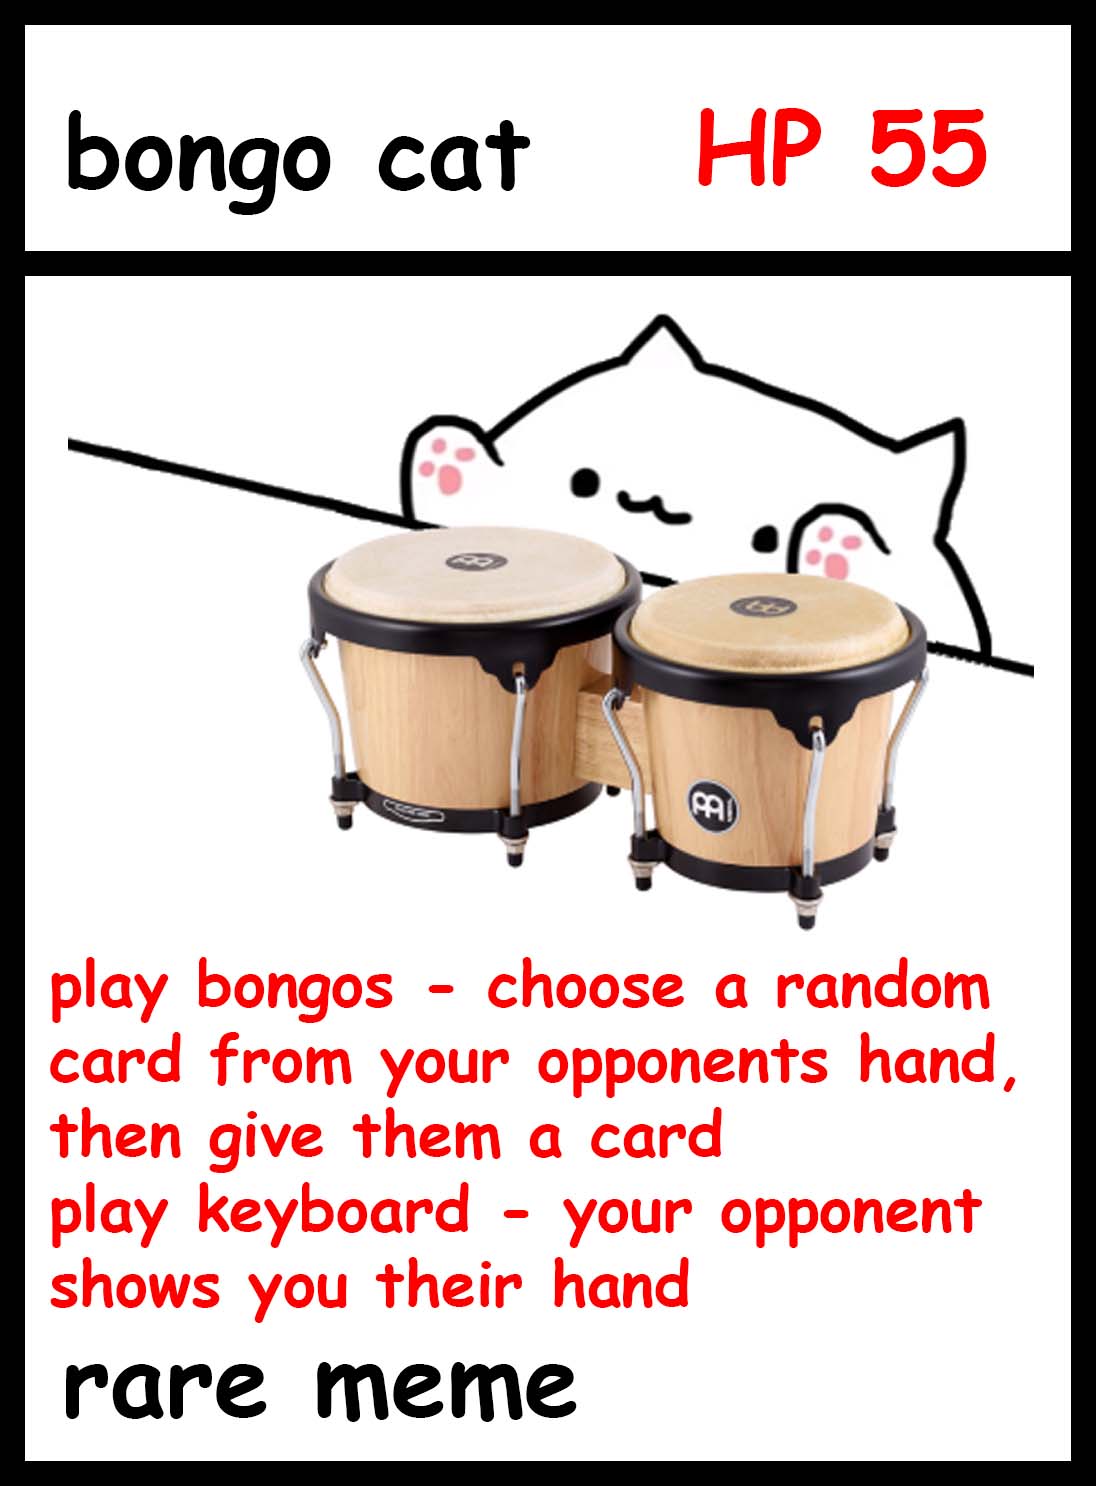 bongo cat HP 55
play bongos - choose a random
card from your opponents hand,
then give them a card
play keyboard - your opponent
shows you their hand
rare meme